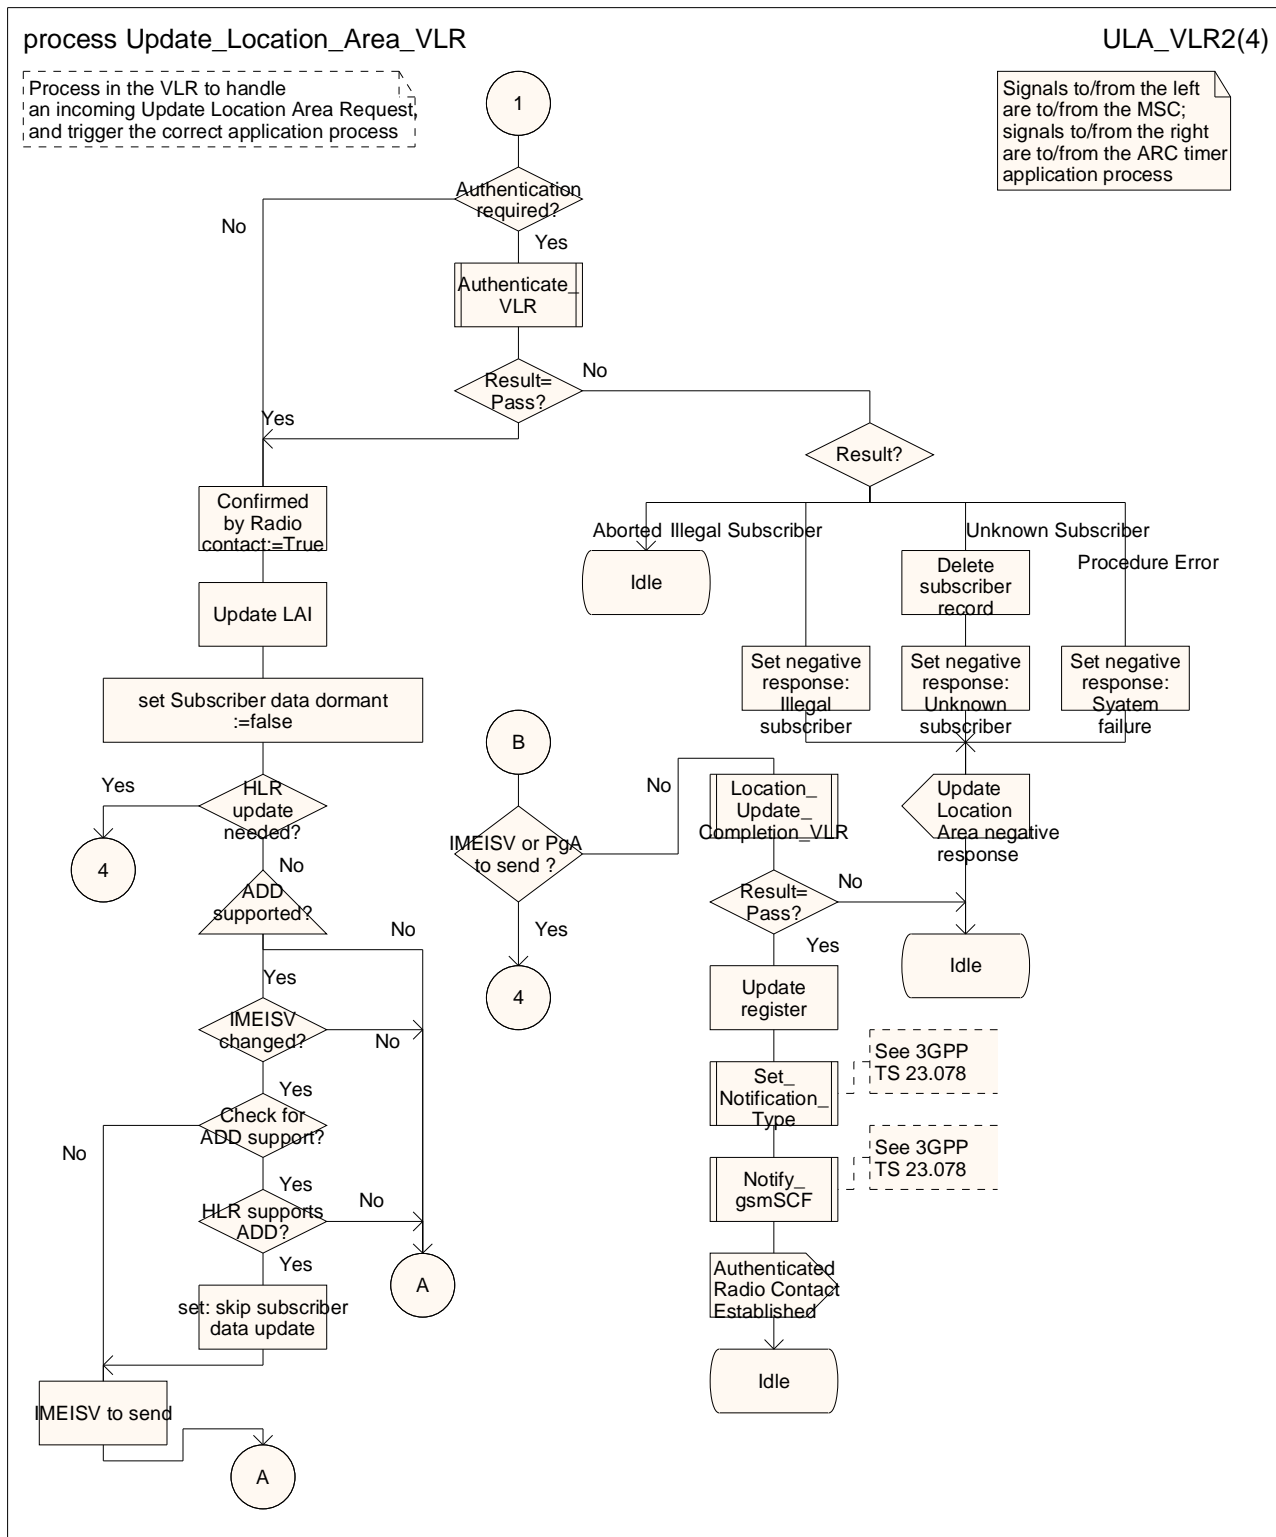 process Update_Location_Area_VLR
ULA_VLR2(4)
Process in the VLR to handle
an incoming Update Location Area Request,
and trigger the correct application process
1
Signals to/from the left
are to/from the MSC;
signals to/from the right
are to/from the ARC timer
application process
Authentication
required?
No
Yes
Authenticate_
VLR
Result=
Pass?
No
Yes
Result?
Confirmed
by Radio
contact:=True
Aborted
Illegal Subscriber
Unknown Subscriber
Procedure Error
Idle
Delete
subscriber
record
Update LAI
Set negative
response:
Illegal
subscriber
Set negative
response:
Unknown
subscriber
Set negative
response:
Syatem
failure
set Subscriber data dormant
:=false
B
Yes
HLR
update
needed?
No
Location_
Update_
Completion_VLR
Update
Location
Area negative
response
IMEISV or PgA
to send ?
4
No
ADD
supported?
Result=
Pass?
No
No
Yes
Yes
Yes
4
Idle
Update
register
IMEISV
changed?
No
See 3GPP
TS 23.078
Set_
Notification_
Type
Yes
Check for
ADD support?
No
See 3GPP
TS 23.078
Notify_
gsmSCF
Yes
HLR supports
ADD?
No
Yes
A
Authenticated
Radio Contact
Established
set: skip subscriber
data update
Idle
IMEISV to send
A